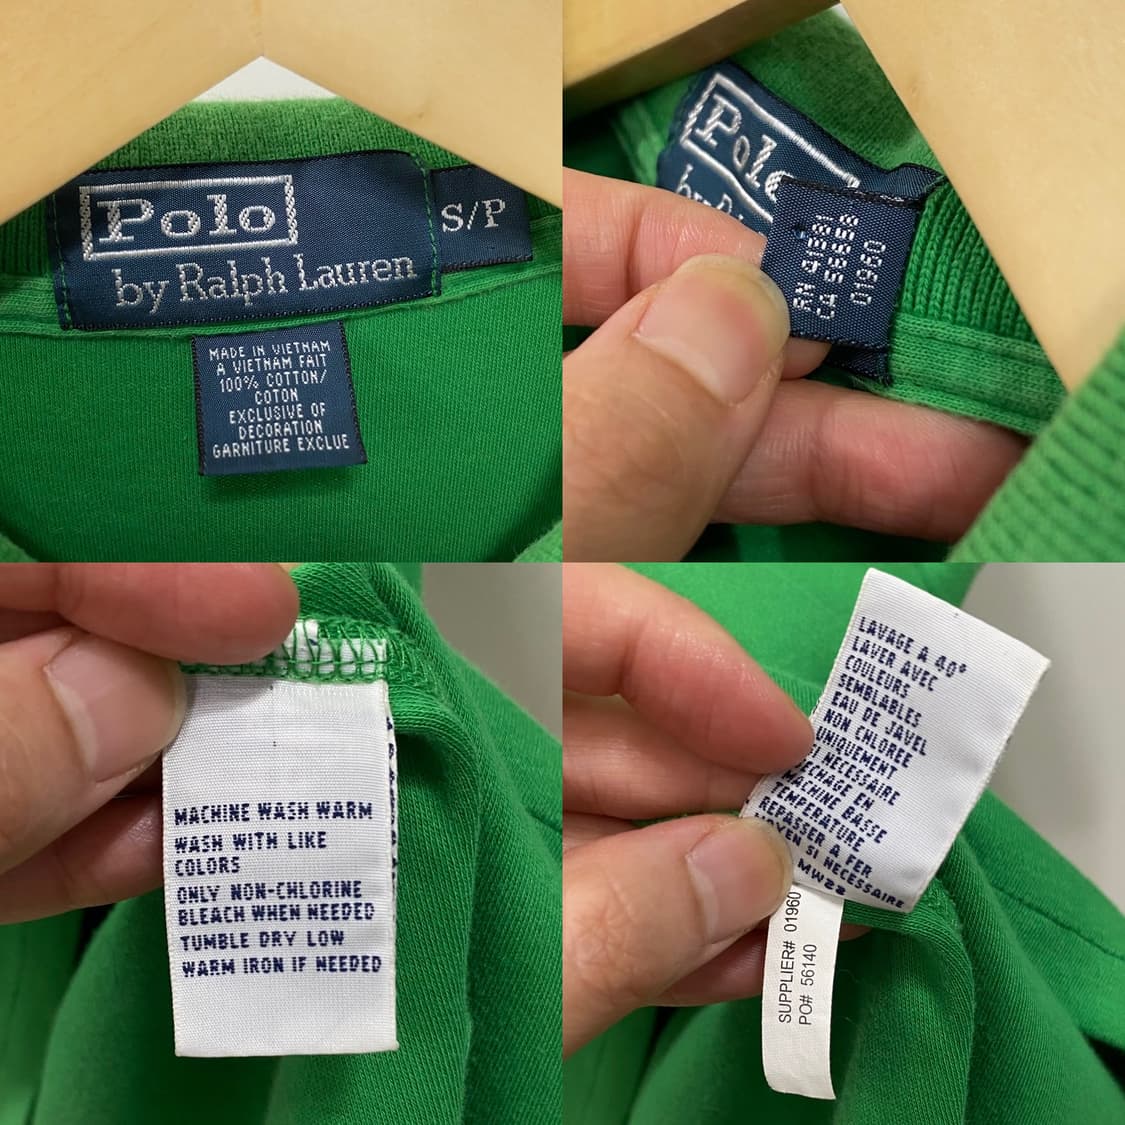 Polo
by Ralph Lauren
S/P
MADE IN VIETNAM
A VIETNAM FAIT
100% COTTON/
COTON
EXCLUSIVE OF
DECORATION
GARNITURE EXCLUE
Polo
by
RN 41381
CA 56558
01960
MACHINE WASH WARM
WASH WITH LIKE
COLORS
ONLY NON-CHLORINE
BLEACH WHEN NEEDED
TUMBLE DRY LOW
WARM IRON IF NEEDED
LAVAGE A 40°
LAVER AVEC
COULEURS
SEMBLABLES
EAU DE JAVEL
NON CHLOREE
UNIQUEMENT
NECESSAIRE
SECHAGE EN
MACHINE BASSE
TEMPERATURE
REPASSER A FER
MOYEN SI NECESSAIRE
MW22
SUPPLIER# 01960
PO# 56140